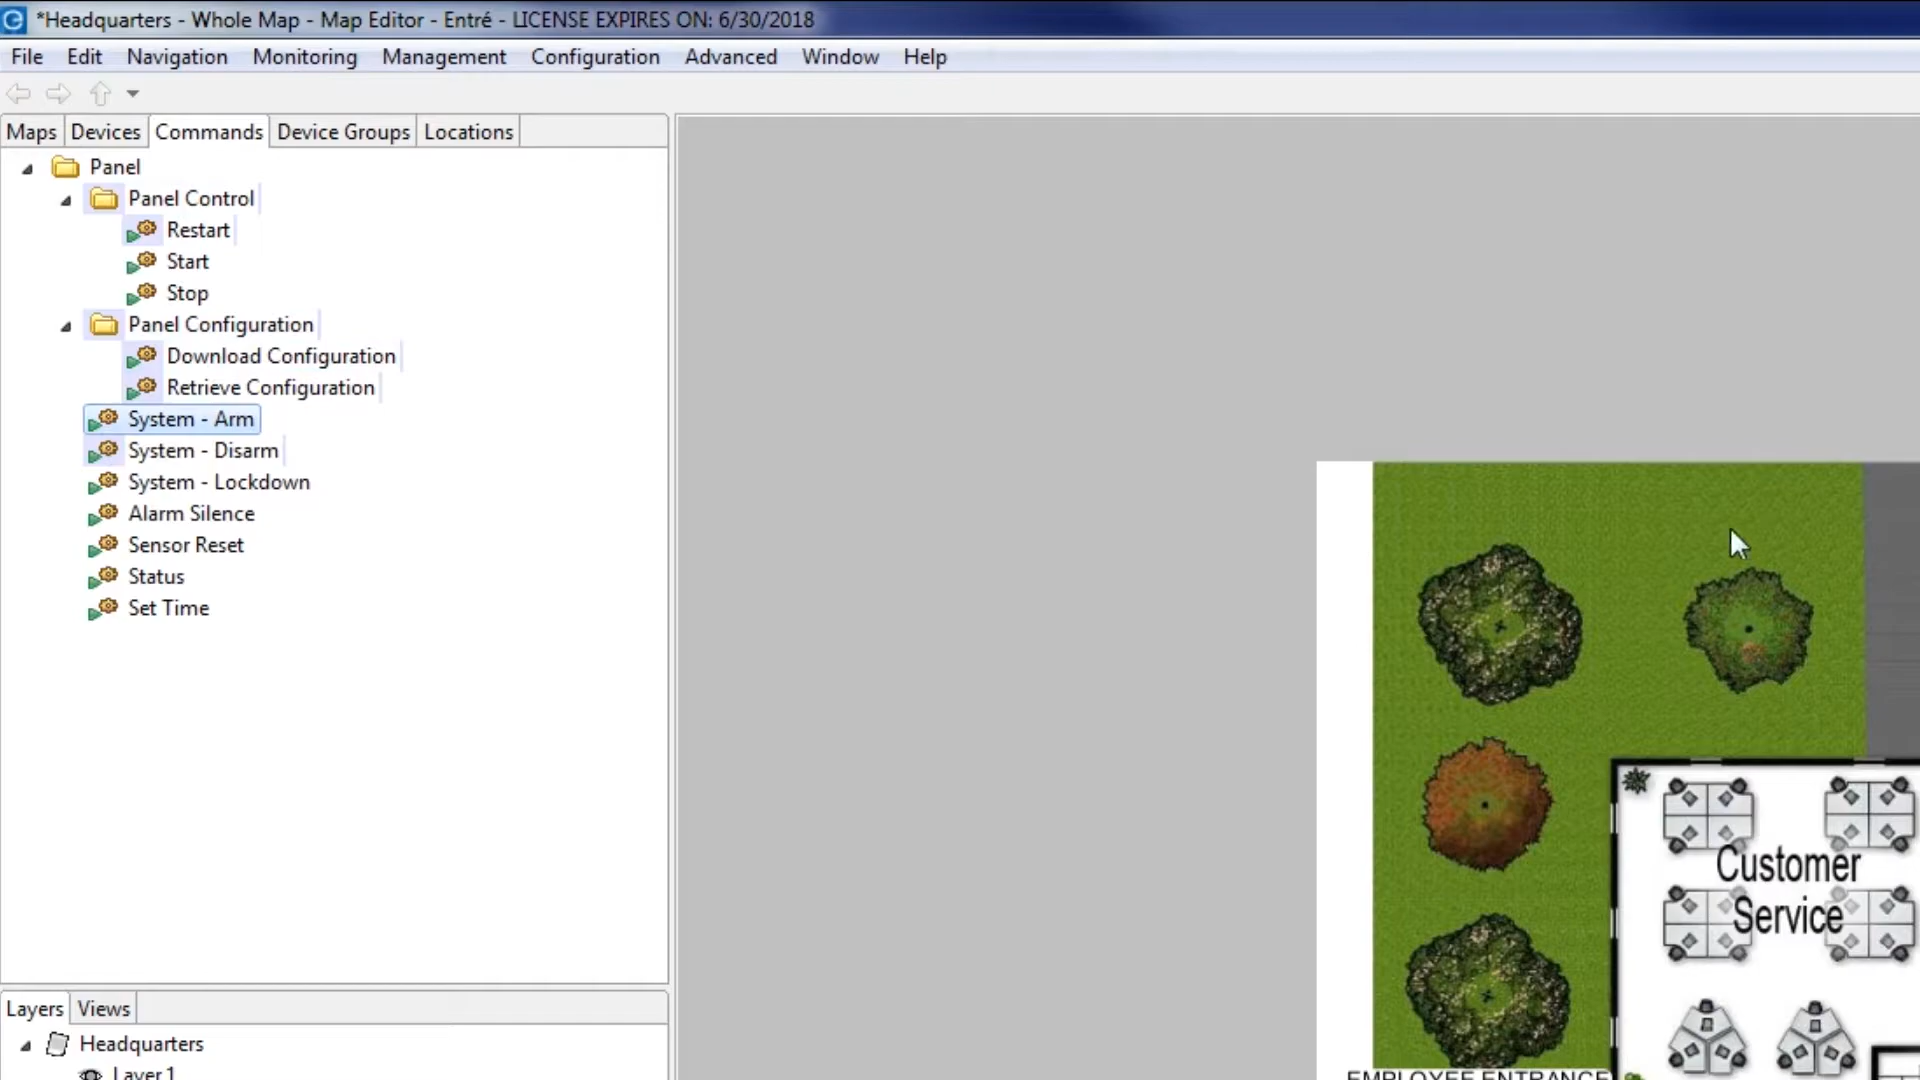 *Headquarters - Whole Map - Map Editor - Entré - LICENSE EXPIRES ON: 6/30/2018
File Edit Navigation Monitoring Management Configuration Advanced Window Help
Maps Devices Commands Device Groups Locations
Panel
Panel Control
Restart
Start
Stop
Panel Configuration
Download Configuration
Retrieve Configuration
System - Arm
System - Disarm
System - Lockdown
Alarm Silence
Sensor Reset
Status
Set Time
Layers Views
Headquarters
Layer1
Customer
Service
EMPLOYEE ENTRANCE